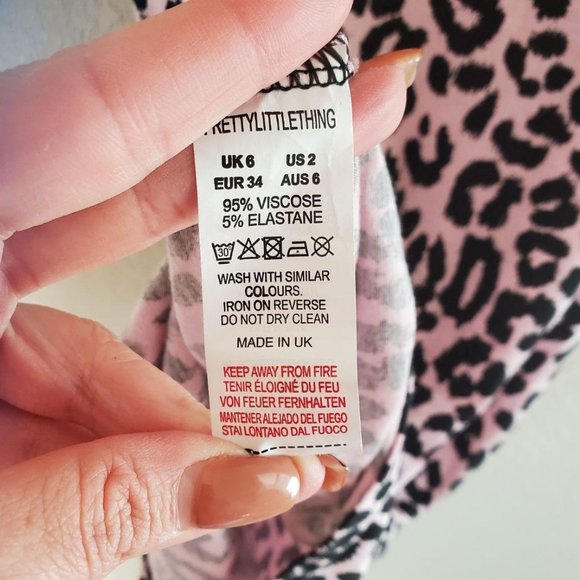 PRETTYLITTLETHING
UK 6 US 2
EUR 34 AUS 6
95% VISCOSE
5% ELASTANE
30
WASH WITH SIMILAR
COLOURS.
IRON ON REVERSE
DO NOT DRY CLEAN
MADE IN UK
KEEP AWAY FROM FIRE
TENIR ÉLOIGNÉ DU FEU
VON FEUER FERNHALTEN
MANTENER ALEJADO DEL FUEGO
STAI LONTANO DAL FUOCO